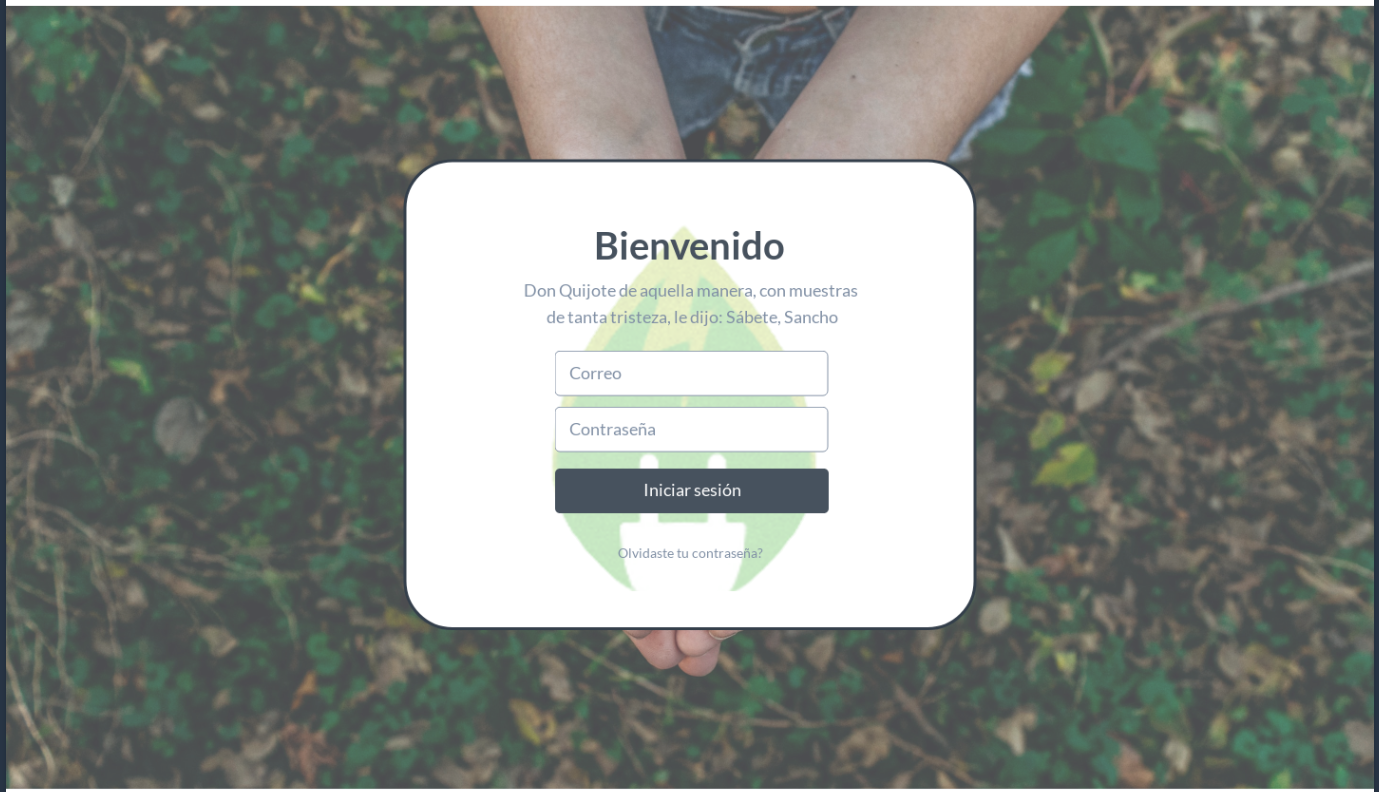 Bienvenido
Don Quijote de aquella manera, con muestras
de tanta tristeza, le dijo: Sábete, Sancho
Correo
Contraseña
Iniciar sesión
Olvidaste tu contraseña?